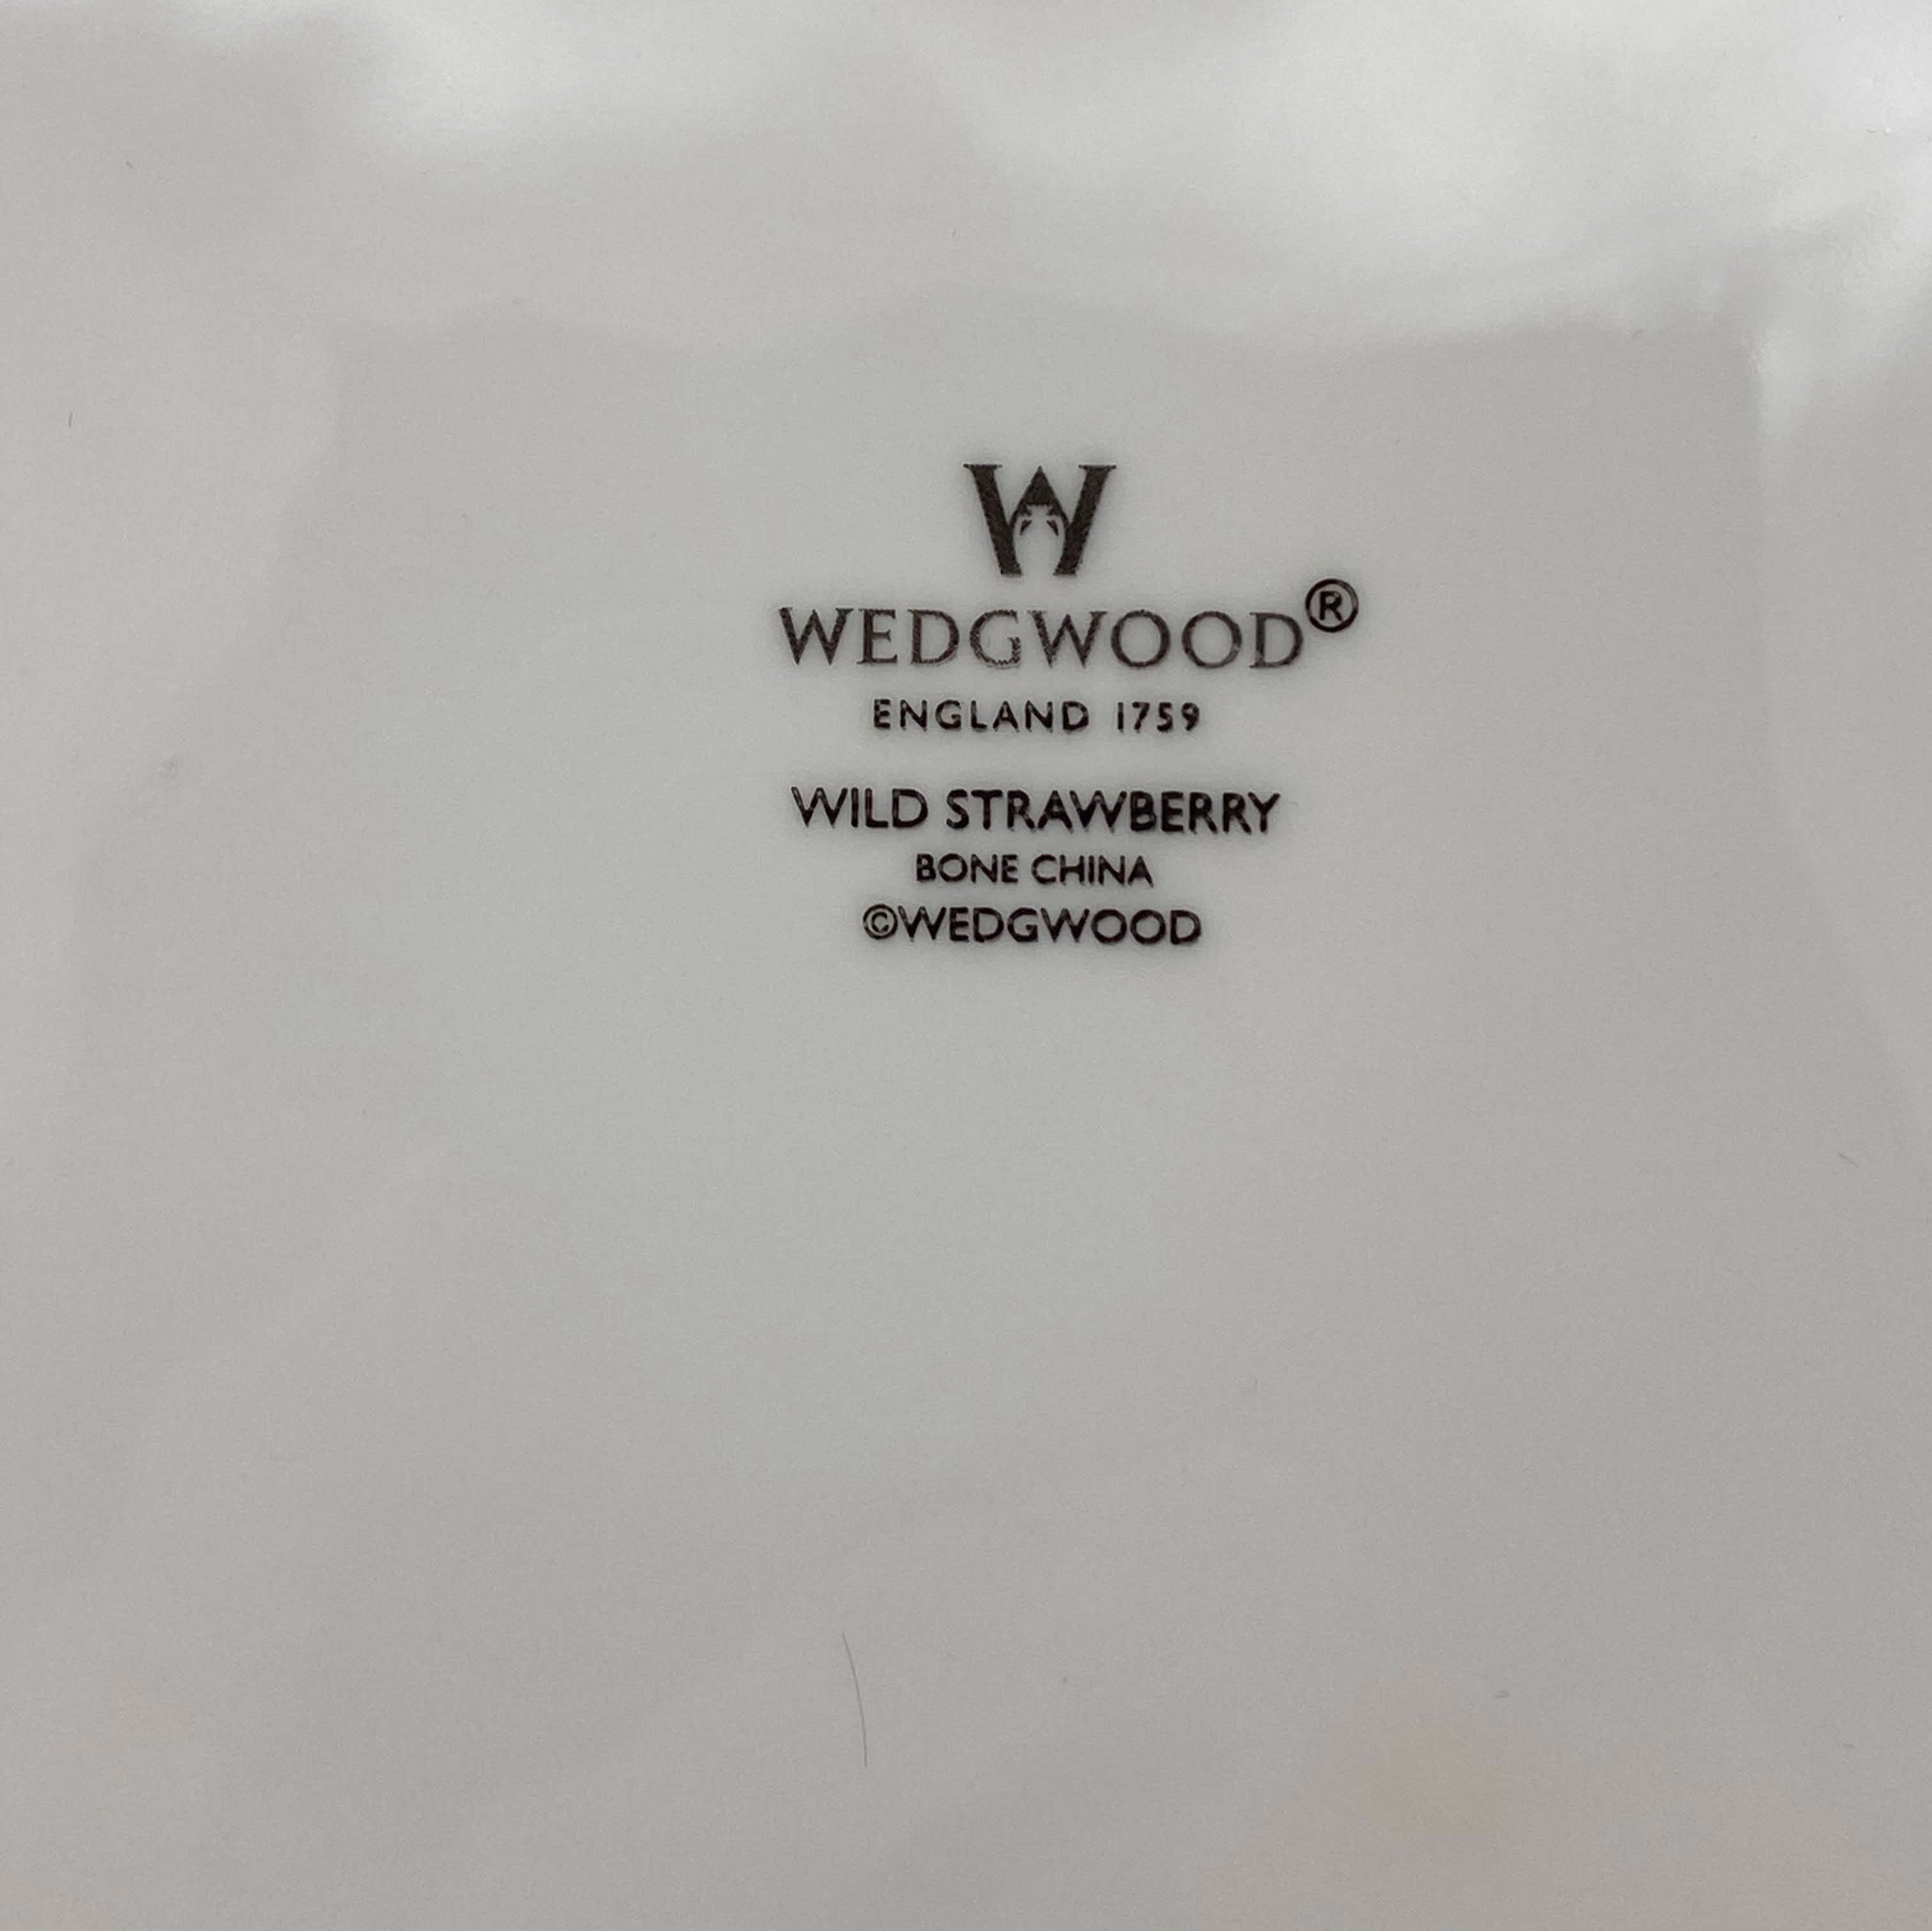 W
WEDGWOOD®
ENGLAND 1759
WILD STRAWBERRY
BONE CHINA
©WEDGWOOD